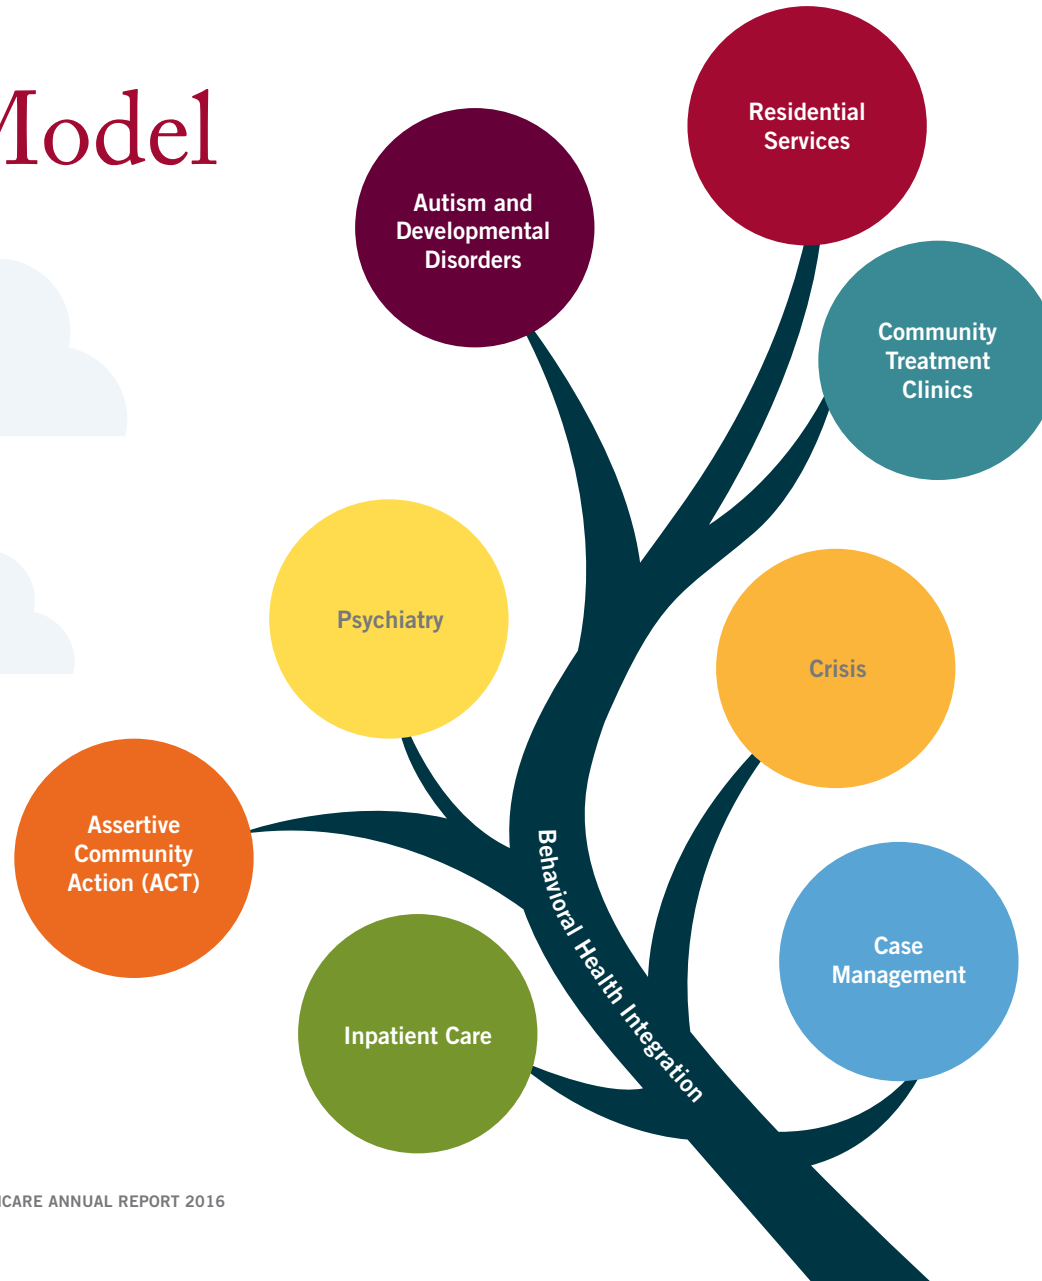 Model
Residential
Services
Autism and
Developmental
Disorders
Community
Treatment
Clinics
Psychiatry
Crisis
Assertive
Community
Action (ACT)
Behavioral Health Integration
Case
Management
Inpatient Care
ANNUAL REPORT 2016